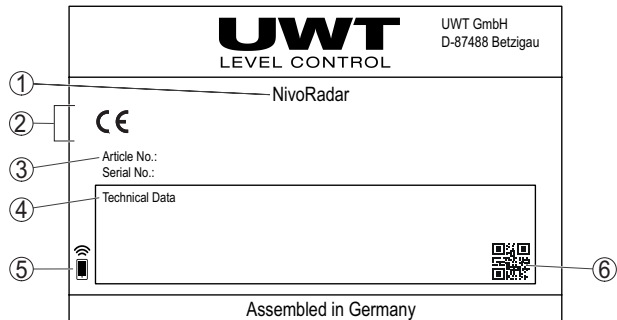 UWT
LEVEL CONTROL
UWT GmbH
D-87488 Betzigau
1
NivoRadar
2
CE
3
Article No.:
Serial No.:
4
Technical Data
5
6
Assembled in Germany